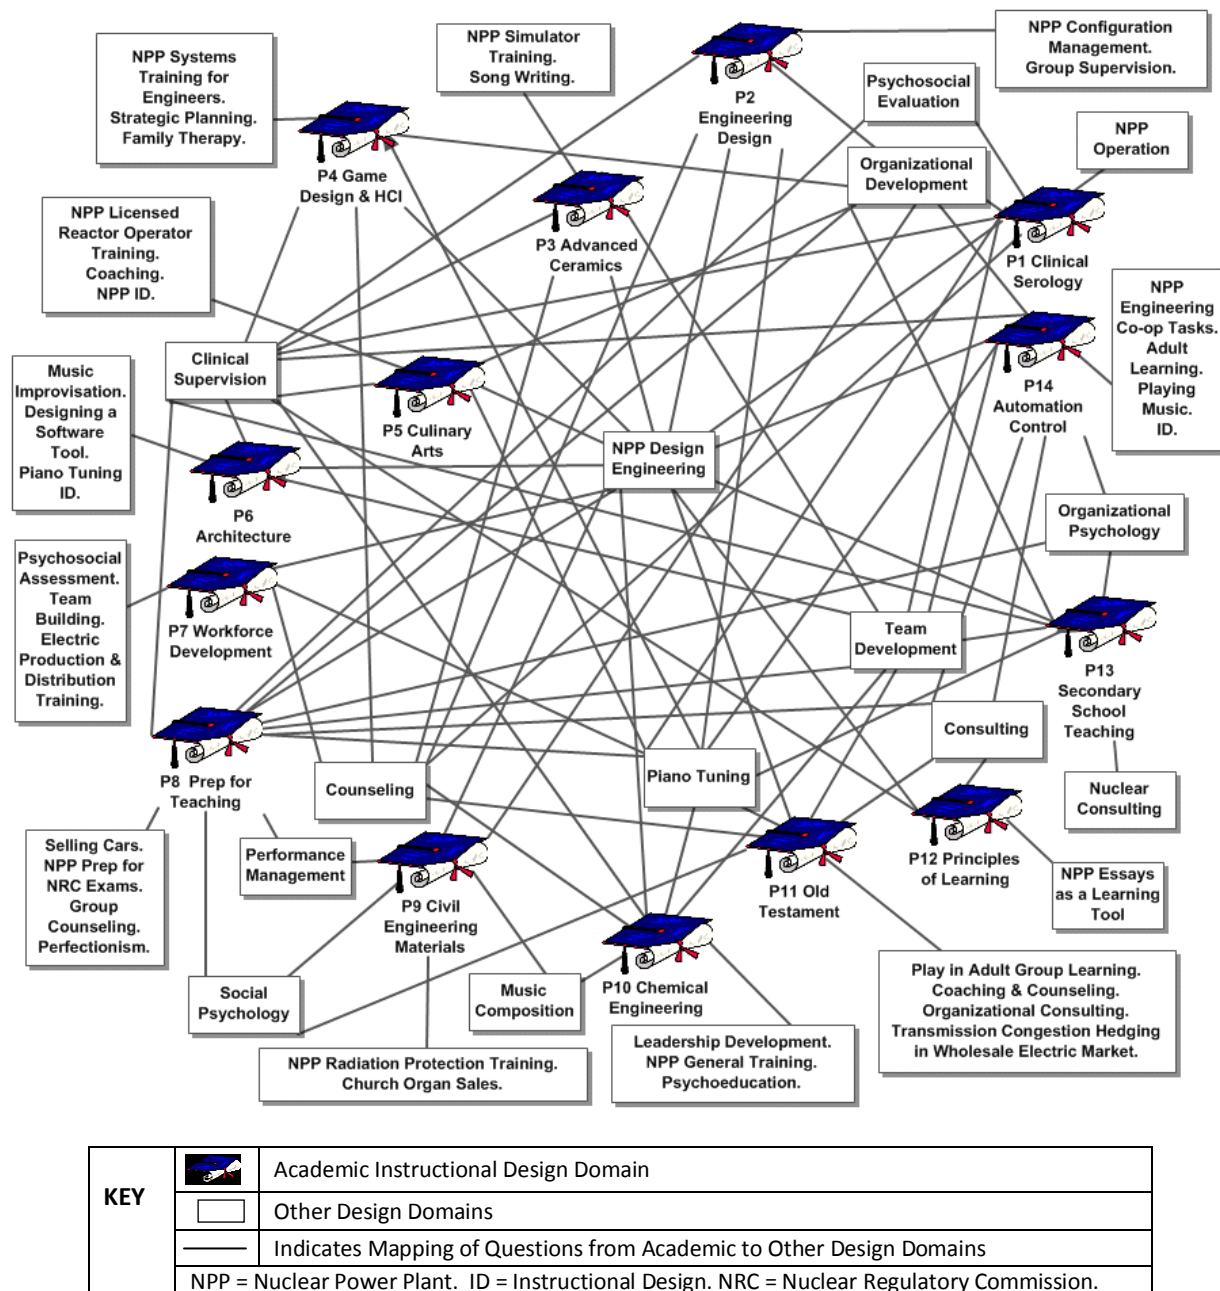 NPP Systems
Training for
Engineers.
Strategic Planning.
Family Therapy.
NPP Simulator
Training.
Song Writing.
P2
Engineering
Design
NPP Configuration
Management.
Group Supervision.
Psychosocial
Evaluation
NPP
Operation
P4 Game
Design & HCI
Organizational
Development
NPP Licensed
Reactor Operator
Training.
Coaching.
NPP ID.
P3 Advanced
Ceramics
P1 Clinical
Serology
NPP
Engineering
Co-op Tasks.
Adult
Learning.
Playing
Music.
ID.
Clinical
Supervision
Music
Improvisation.
Designing a
Software
Tool.
Piano Tuning
ID.
P5 Culinary
Arts
P14
Automation
Control
NPP Design
Engineering
P6
Architecture
Organizational
Psychology
Psychosocial
Assessment.
Team
Building.
Electric
Production &
Distribution
Training.
P7 Workforce
Development
Team
Development
P13
Secondary
School
Teaching
P8  Prep for
Teaching
Counseling
Piano Tuning
Consulting
Nuclear
Consulting
Selling Cars.
NPP Prep for
NRC Exams.
Group
Counseling.
Perfectionism.
Performance
Management
P9 Civil
Engineering
Materials
P11 Old
Testament
P12 Principles
of Learning
NPP Essays
as a Learning
Tool
Social
Psychology
Music
Composition
P10 Chemical
Engineering
Play in Adult Group Learning.
Coaching & Counseling.
Organizational Consulting.
Transmission Congestion Hedging
in Wholesale Electric Market.
NPP Radiation Protection Training.
Church Organ Sales.
Leadership Development.
NPP General Training.
Psychoeducation.
KEY
Academic Instructional Design Domain
Other Design Domains
Indicates Mapping of Questions from Academic to Other Design Domains
NPP = Nuclear Power Plant.  ID = Instructional Design. NRC = Nuclear Regulatory Commission.